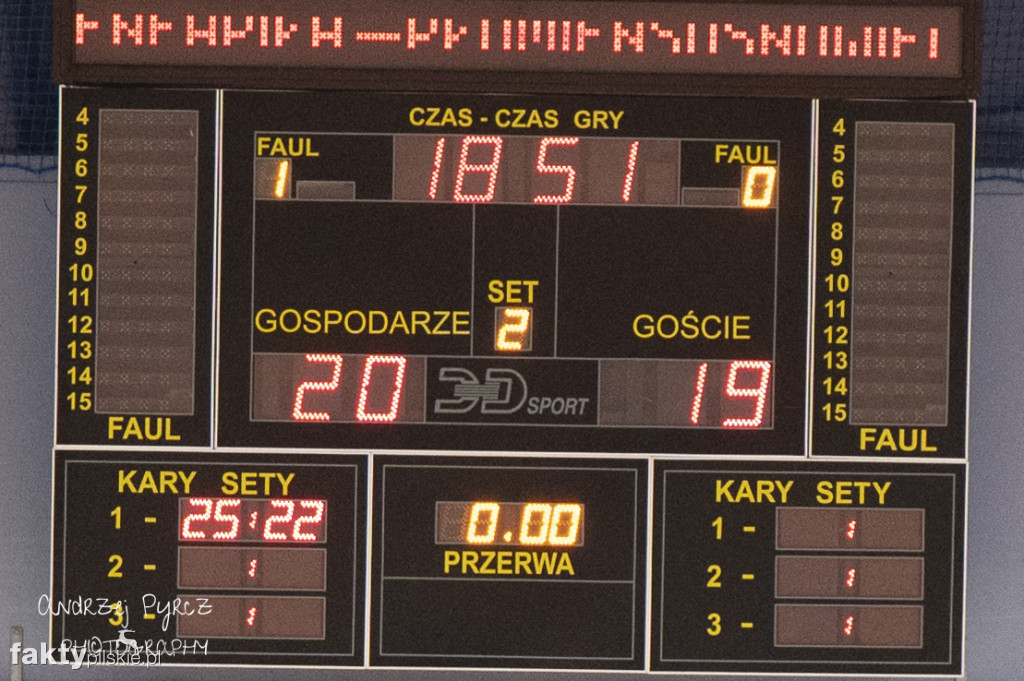 CZAS - CZAS GRY
FAUL 18 51 FAUL
1 0
4 4
5 5
6 6
7 7
8 8
9 9
10 10
11 11
12 12
13 13
14 14
15 15
FAUL FAUL
SET
GOSPODARZE 2 GOŚCIE
20 3D SPORT 19
KARY SETY
1 - 25 : 22
2 -
3 -
0.00
PRZERWA
KARY SETY
1 -
2 -
3 -
Andrzej Pyrcz
PHOTOGRAPHY
faktypilskie.pl